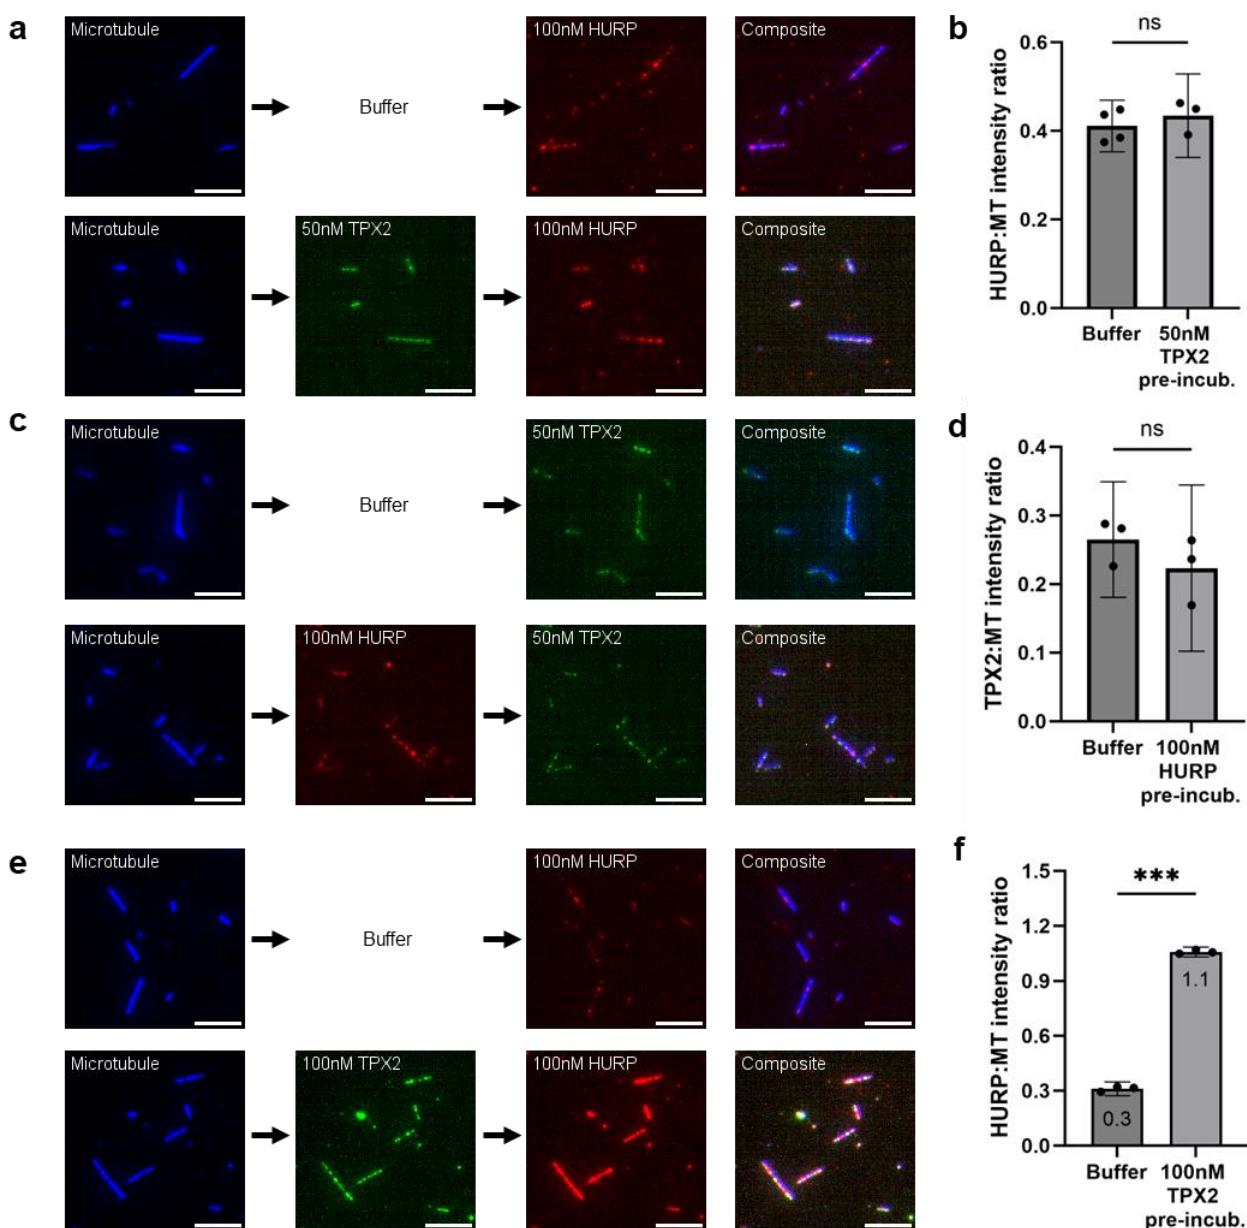 a
Microtubule
Buffer
100nM HURP
Composite
Microtubule
50nM TPX2
100nM HURP
Composite
b
ns
HURP:MT intensity ratio
0.6
0.4
0.2
0.0
Buffer
50nM
TPX2
pre-incub.
c
Microtubule
Buffer
50nM TPX2
Composite
Microtubule
100nM HURP
50nM TPX2
Composite
d
ns
TPX2:MT intensity ratio
0.4
0.3
0.2
0.1
0.0
Buffer
100nM
HURP
pre-incub.
e
Microtubule
Buffer
100nM HURP
Composite
Microtubule
100nM TPX2
100nM HURP
Composite
f
***
HURP:MT intensity ratio
1.5
1.2
0.9
0.6
0.3
0.0
0.3
1.1
Buffer
100nM
TPX2
pre-incub.